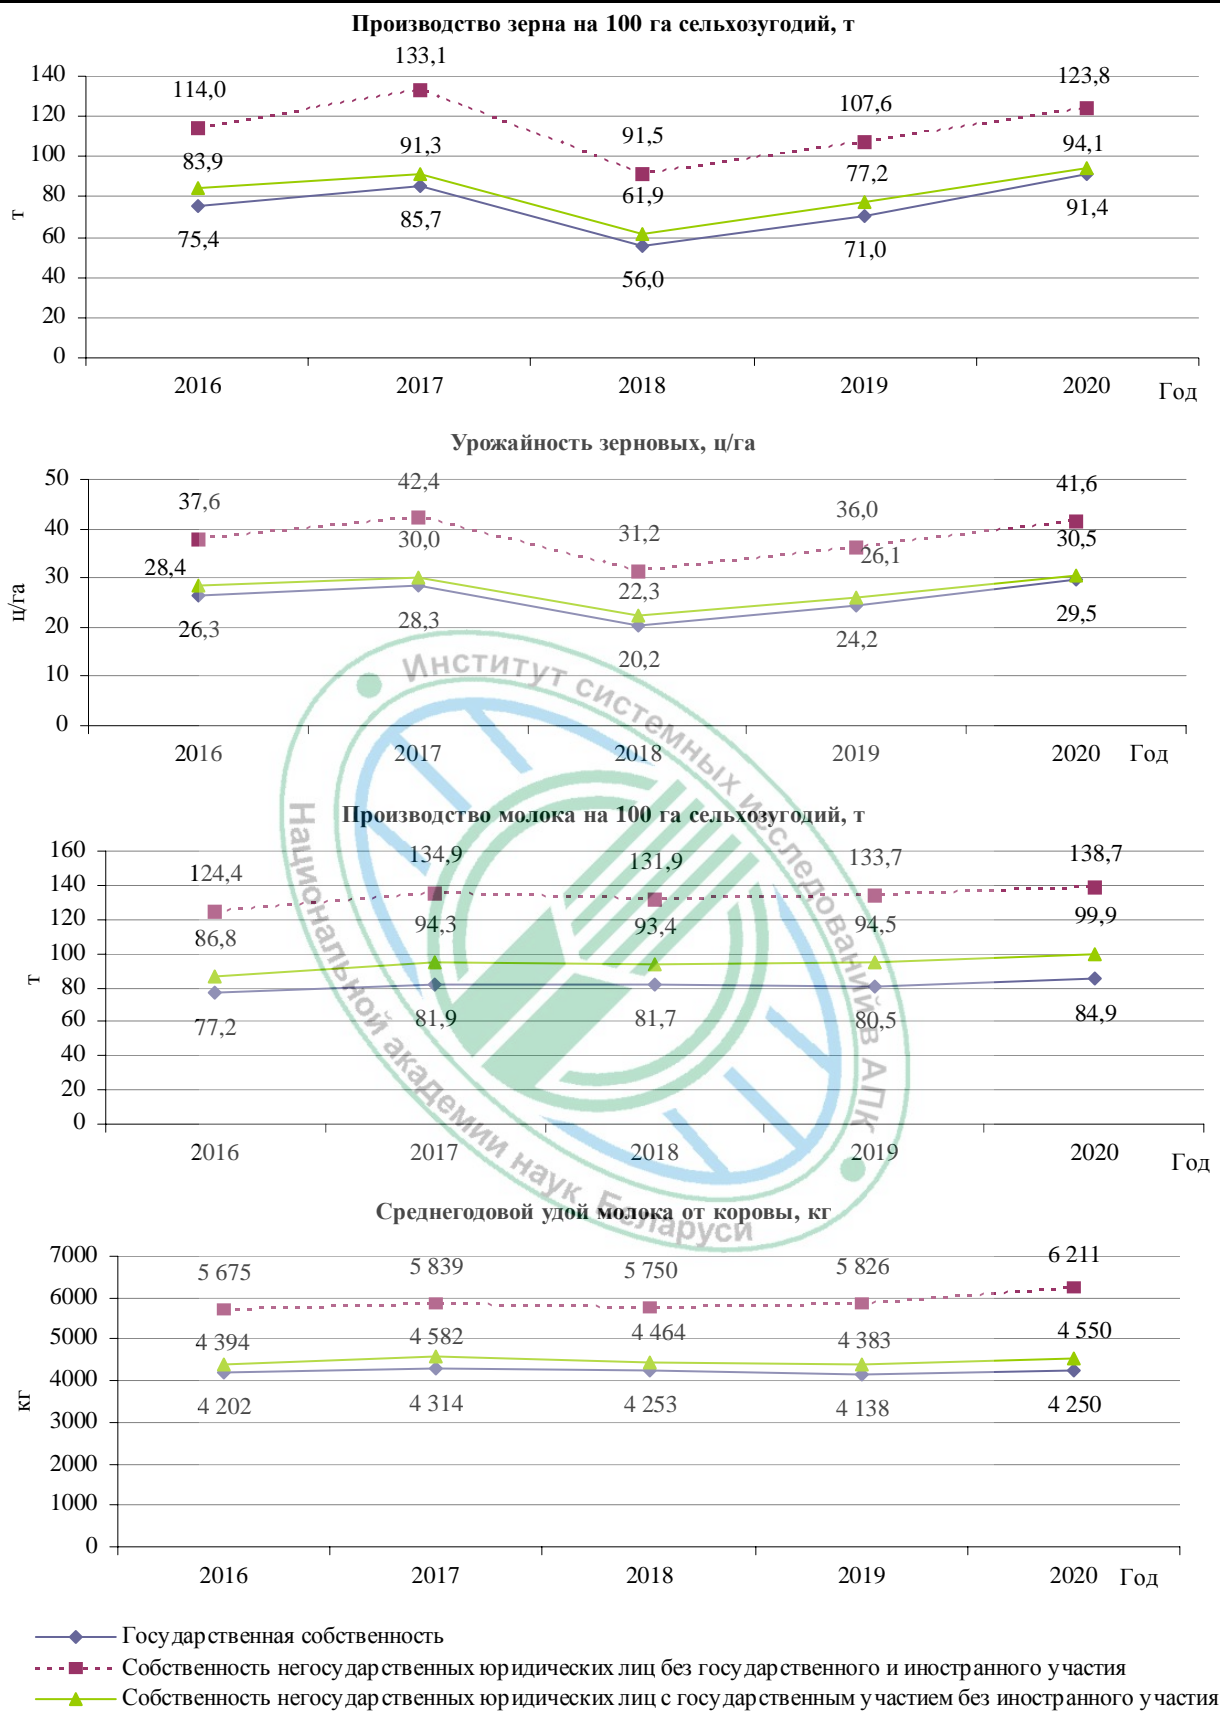 Производство зерна на 100 га сельхозугодий, т
133,1
140
114,0
123,8
120
107,6
91,5
100
83,9
91,3
77,2
94,1
80
61,9
т
75,4
85,7
71,0
91,4
60
56,0
40
20
0
2016 2017 2018 2019 2020 Год
Урожайность зерновых, ц/га
50
37,6 42,4 31,2 36,0 41,6
40
28,4 30,0 22,3 26,1 30,5
30
ц/га
26,3 28,3 20,2 24,2 29,5
20
10
0
2016 2017 2018 2019 2020 Год
Производство молока на 100 га сельхозугодий, т
160
124,4 134,9 131,9 133,7 138,7
140
120
86,8 94,3 93,4 94,5 99,9
100
т
80
77,2 81,9 81,7 80,5 84,9
60
40
20
0
2016 2017 2018 2019 2020 Год
Среднегодовой удой молока от коровы, кг
7000
5 675 5 839 5 750 5 826 6 211
6000
5000
4 394 4 582 4 464 4 383 4 550
4000
кг
4 202 4 314 4 253 4 138 4 250
3000
2000
1000
0
2016 2017 2018 2019 2020 Год
Государственная собственность
Собственность негосударственных юридических лиц без государственного и иностранного участия
Собственность негосударственных юридических лиц с государственным участием без иностранного участия
Институт системных исследований в АПК
Национальной академии наук Беларуси